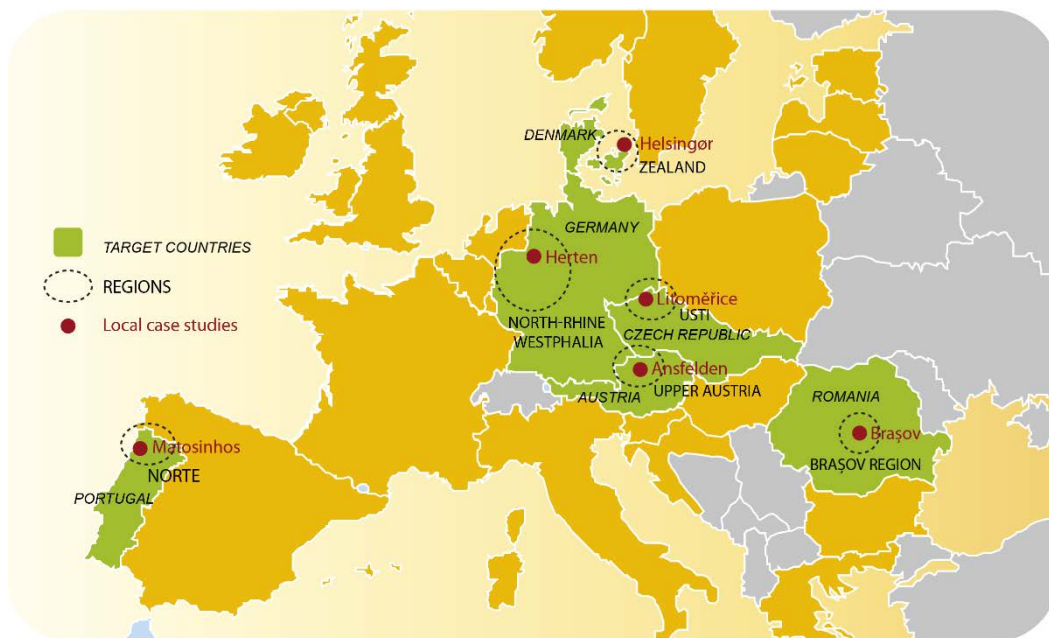 DENMARK
Helsingør
ZEALAND
GERMANY
TARGET COUNTRIES
Herten
REGIONS
Litoměřice
USTI
NORTH-RHINE
WESTPHALIA
CZECH REPUBLIC
Local case studies
Ansfelden
UPPER AUSTRIA
AUSTRIA
ROMANIA
Brașov
BRAȘOV REGION
Matosinhos
NORTE
PORTUGAL